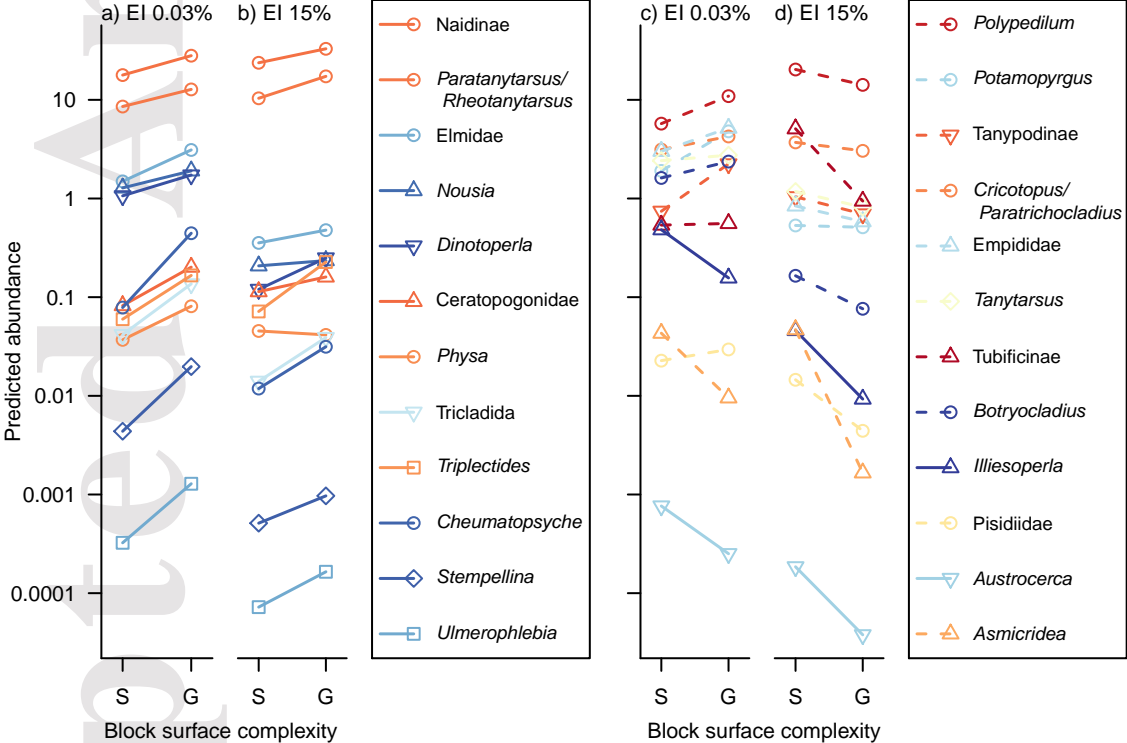 a) EI 0.03%
b) EI 15%
c) EI 0.03%
d) EI 15%
Predicted abundance
10
1
0.1
0.01
0.001
0.0001
S
G
S
G
Block surface complexity
Naidinae
Paratanytarsus/
Rheotanytarsus
Elmidae
Nousia
Dinotoperla
Ceratopogonidae
Physa
Tricladida
Triplectides
Cheumatopsyche
Stempellina
Ulmerophlebia
S
G
S
G
Block surface complexity
Polypedilum
Potamopyrgus
Tanypodinae
Cricotopus/
Paratrichocladius
Empididae
Tanytarsus
Tubificinae
Botryocladius
Illiesoperla
Pisidiidae
Austrocerca
Asmicridea